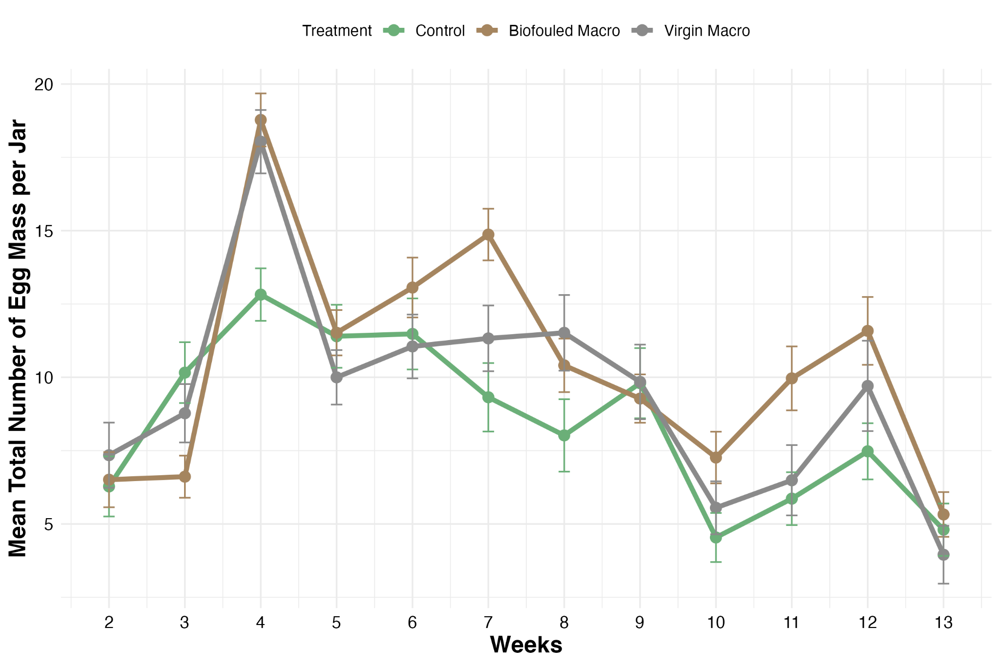 Treatment Control Biofouled Macro Virgin Macro
Mean Total Number of Egg Mass per Jar
20
15
10
5
2 3 4 5 6 7 8 9 10 11 12 13
Weeks